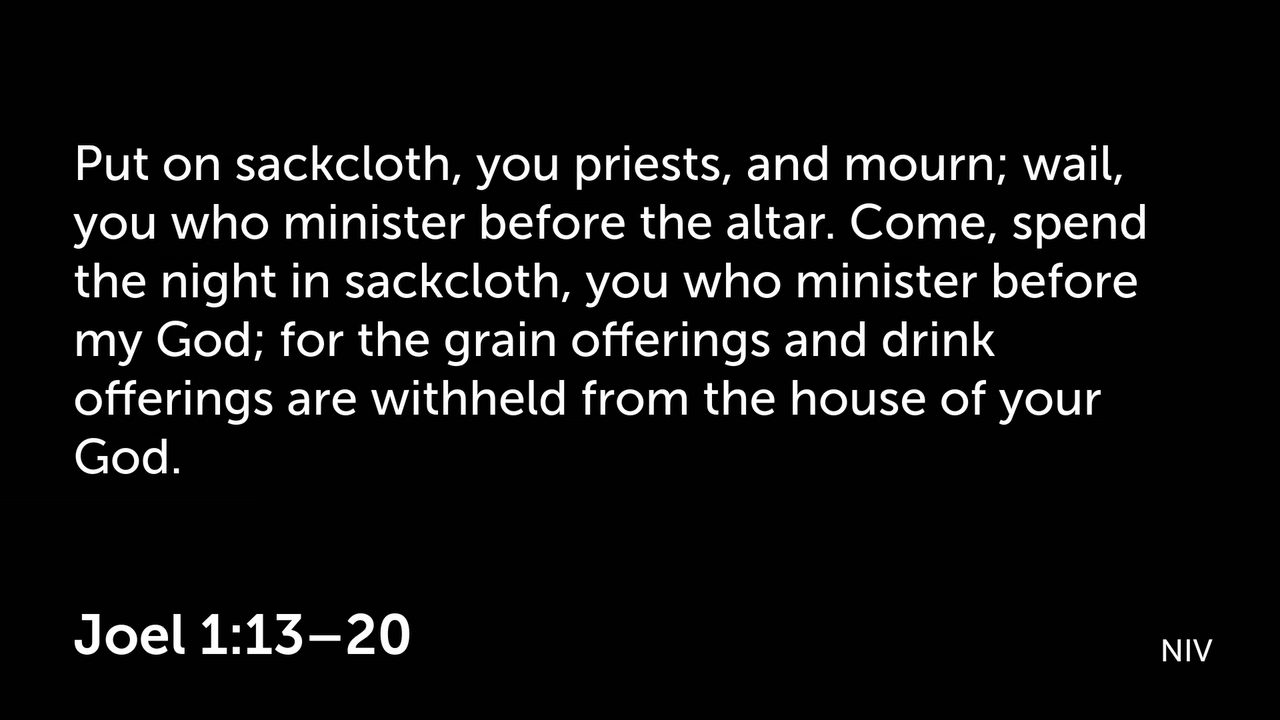 Put on sackcloth, you priests, and mourn; wail,
you who minister before the altar. Come, spend
the night in sackcloth, you who minister before
my God; for the grain offerings and drink
offerings are withheld from the house of your
God.
Joel 1:13–20
NIV